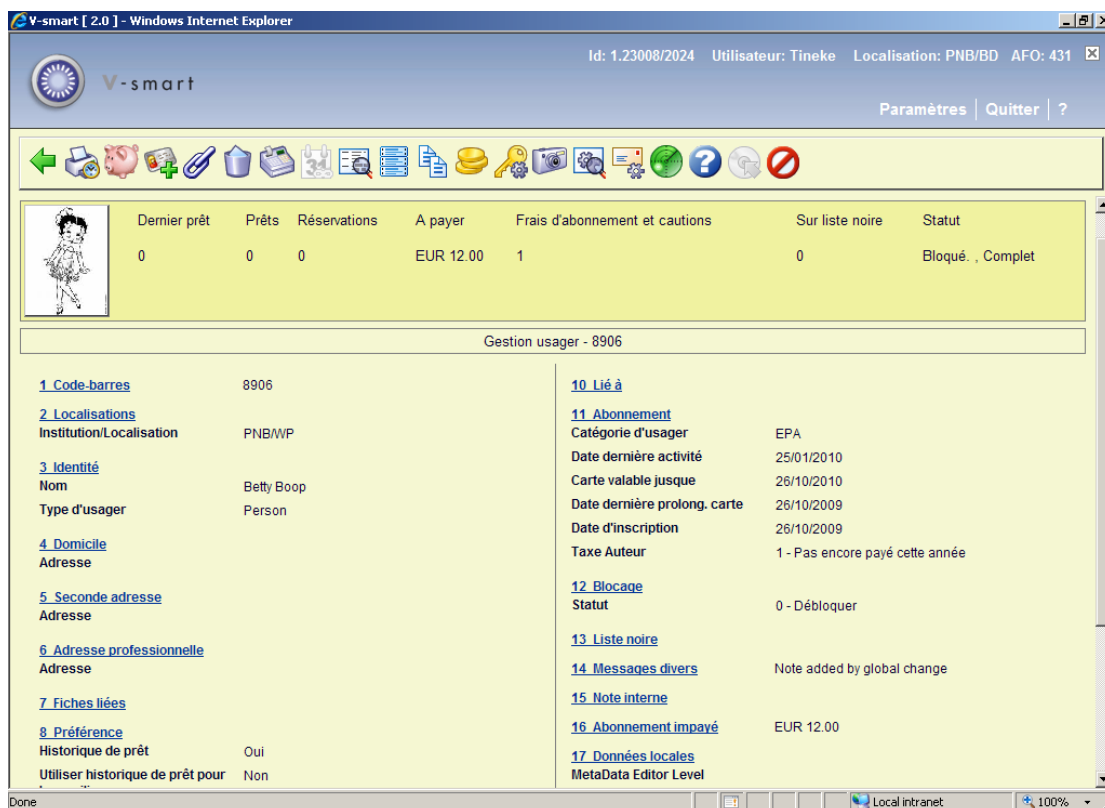 V-smart [ 2.0 ] - Windows Internet Explorer
Id: 1.23008/2024 Utilisateur: Tineke Localisation: PNB/BD AFO: 431
V-smart
Paramètres | Quitter | ?
Dernier prêt Prêts Réservations A payer Frais d'abonnement et cautions Sur liste noire Statut
0 0 0 EUR 12.00 1 0 Bloqué. , Complet
Gestion usager - 8906
1 Code-barres 8906
2 Localisations
Institution/Localisation PNB/WP
3 Identité
Nom Betty Boop
Type d'usager Person
4 Domicile
Adresse
5 Seconde adresse
Adresse
6 Adresse professionnelle
Adresse
7 Fiches liées
8 Préférence
Historique de prêt Oui
Utiliser historique de prêt pour Non
10 Lié à
11 Abonnement
Catégorie d'usager EPA
Date dernière activité 25/01/2010
Carte valable jusque 26/10/2010
Date dernière prolong. carte 26/10/2009
Date d'inscription 26/10/2009
Taxe Auteur 1 - Pas encore payé cette année
12 Blocage
Statut 0 - Débloquer
13 Liste noire
14 Messages divers Note added by global change
15 Note interne
16 Abonnement impayé EUR 12.00
17 Données locales
MetaData Editor Level
Done Local intranet 100%